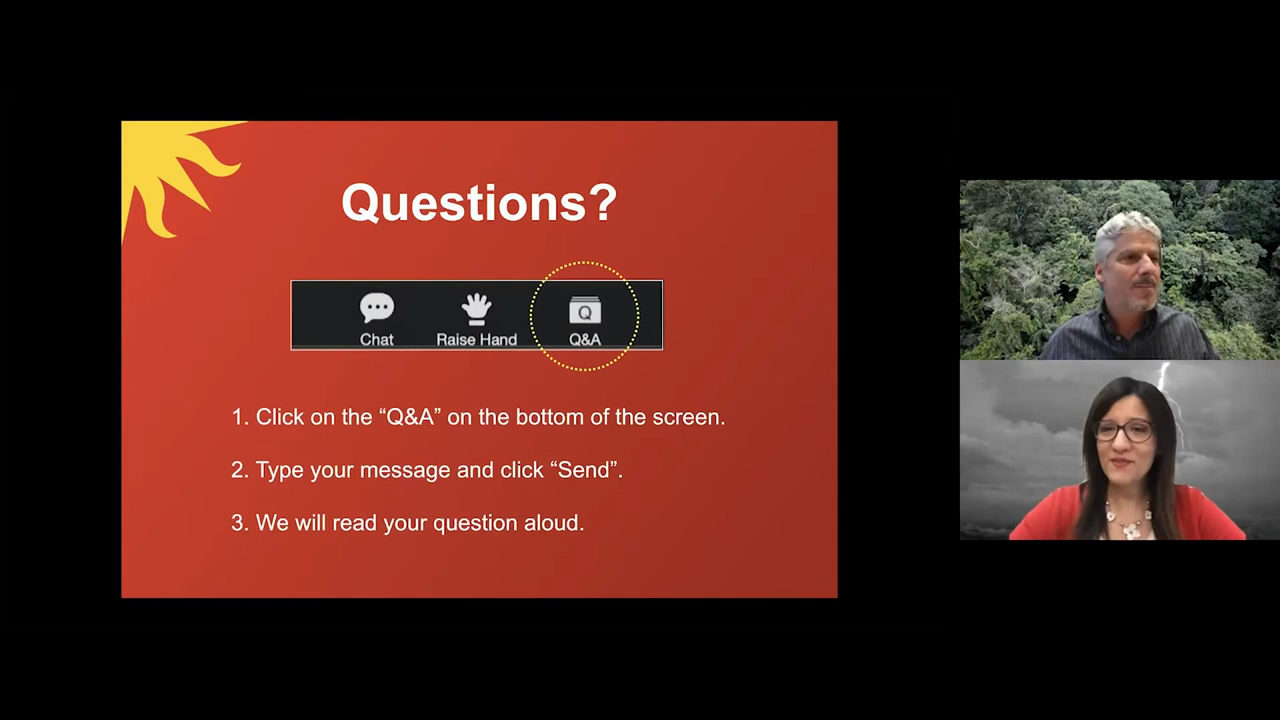 Questions?
Chat
Raise Hand
Q
Q&A
1. Click on the “Q&A” on the bottom of the screen.
2. Type your message and click “Send”.
3. We will read your question aloud.